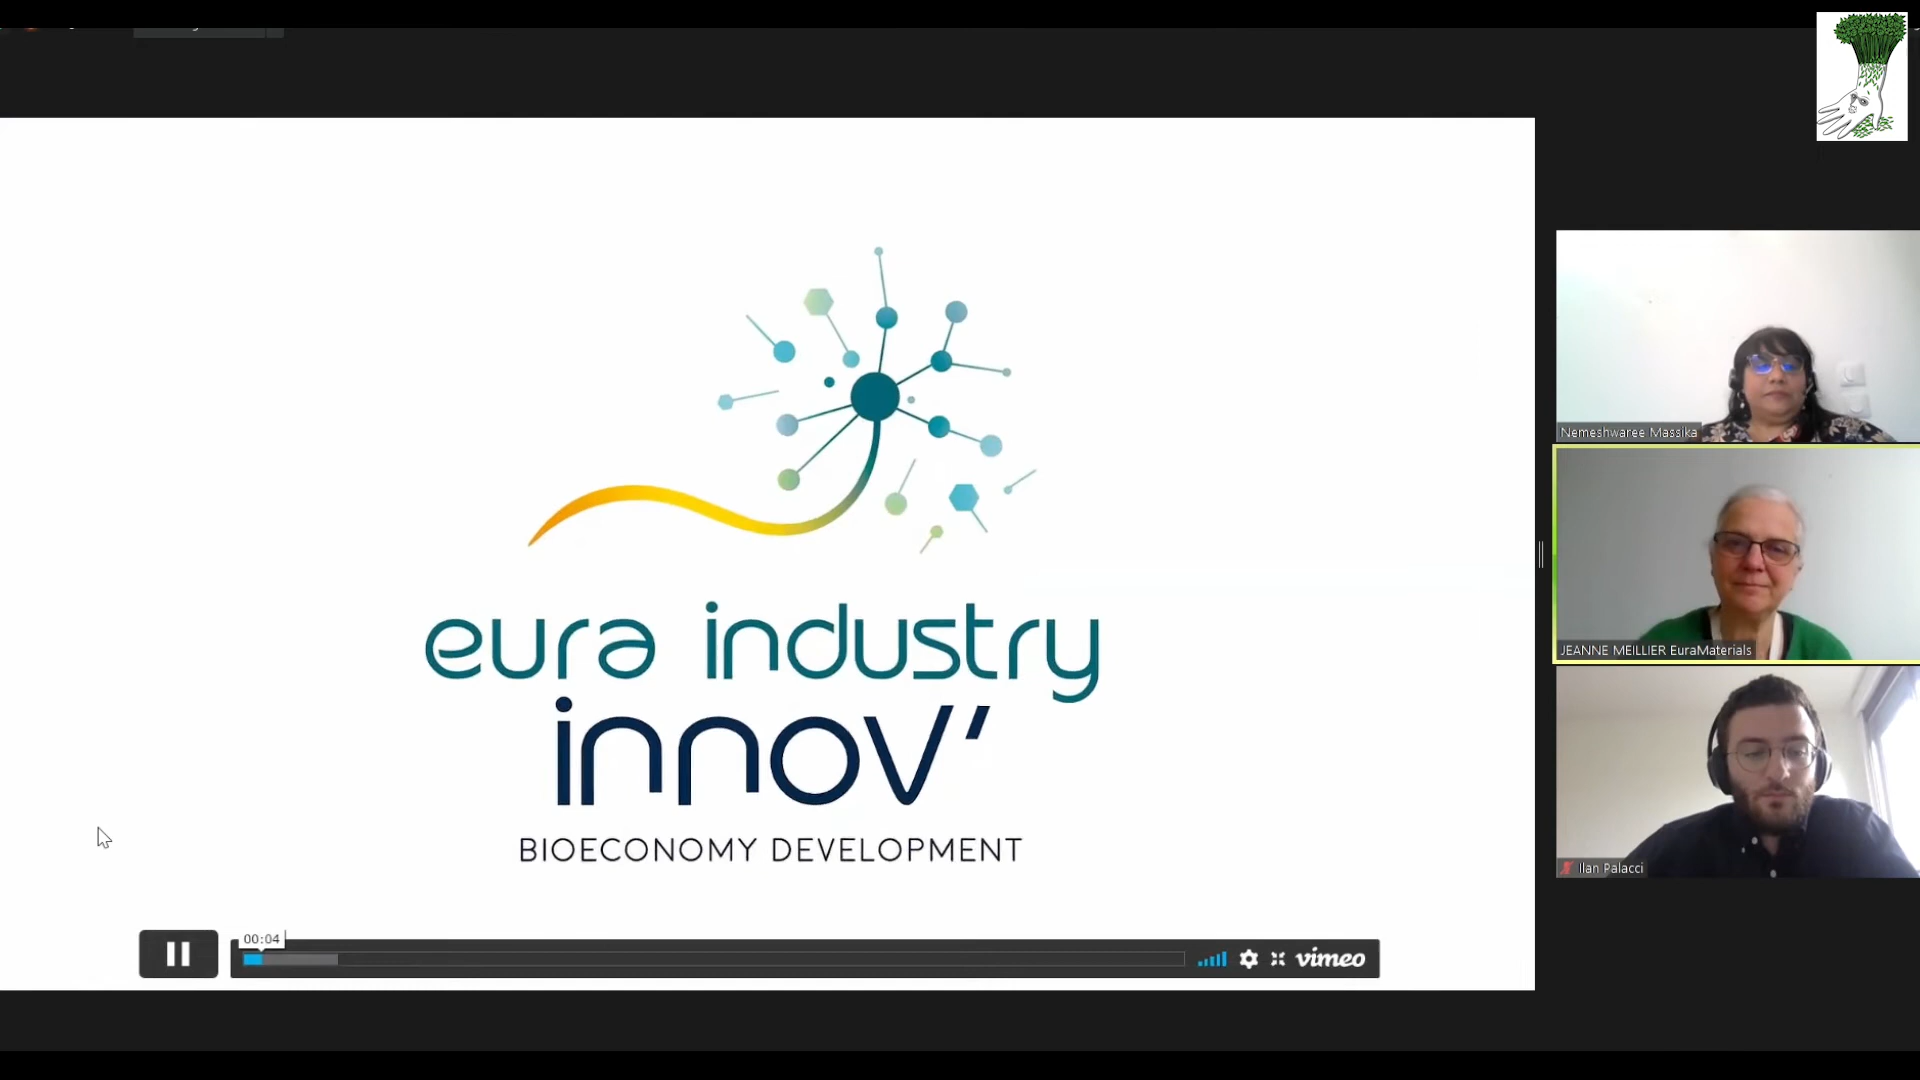 eura industry
innov'
BIOECONOMY DEVELOPMENT
00:04
vimeo
Nemeshwaree Massika
JEANNE MEILLIER EuraMaterials
Ilan Palacci